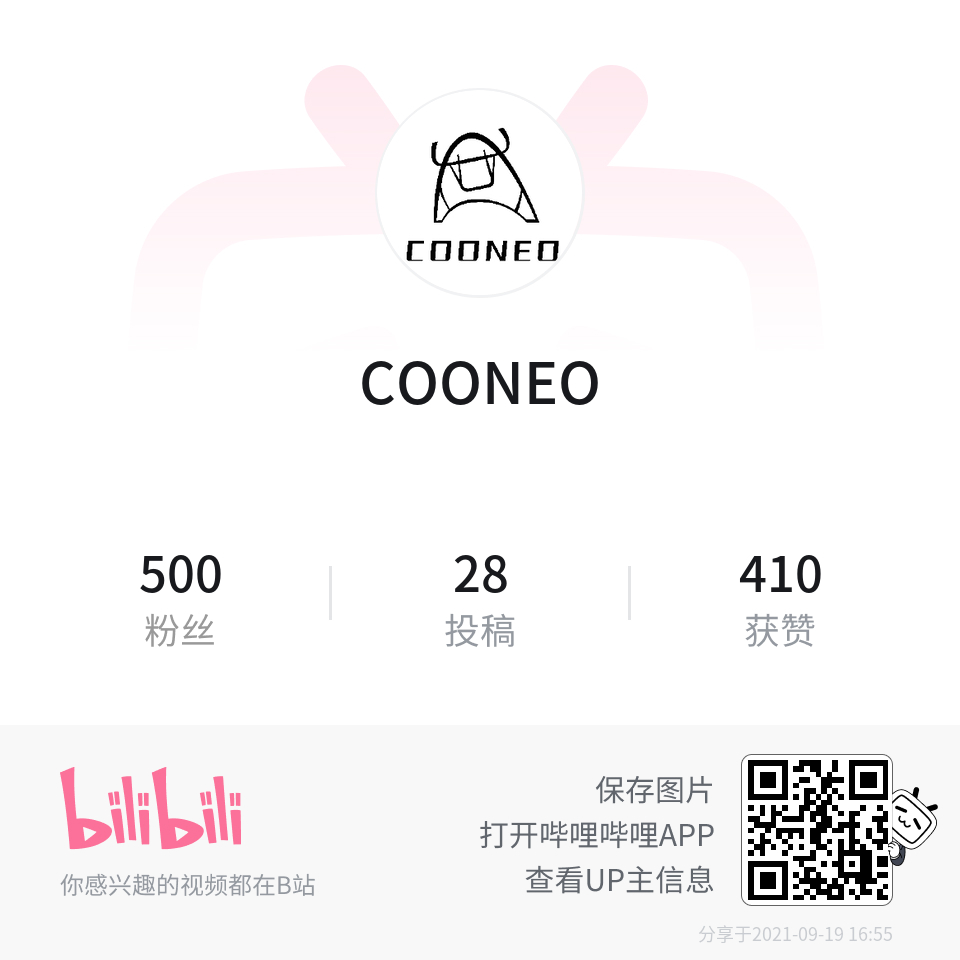 COONEO
COONEO
500
粉丝
28
投稿
410
获赞
bilibili
你感兴趣的视频都在B站
保存图片
打开哔哩哔哩APP
查看UP主信息
分享于2021-09-19 16:55